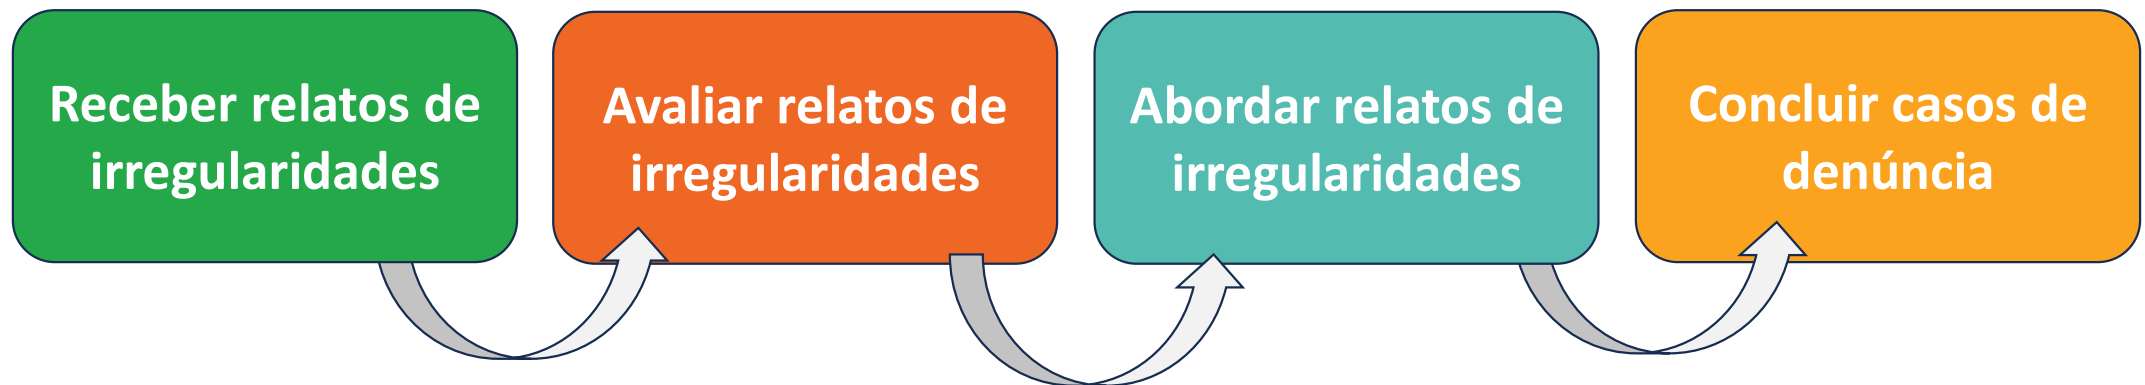 Receber relatos de
irregularidades
Avaliar relatos de
irregularidades
Abordar relatos de
irregularidades
Concluir casos de
denúncia